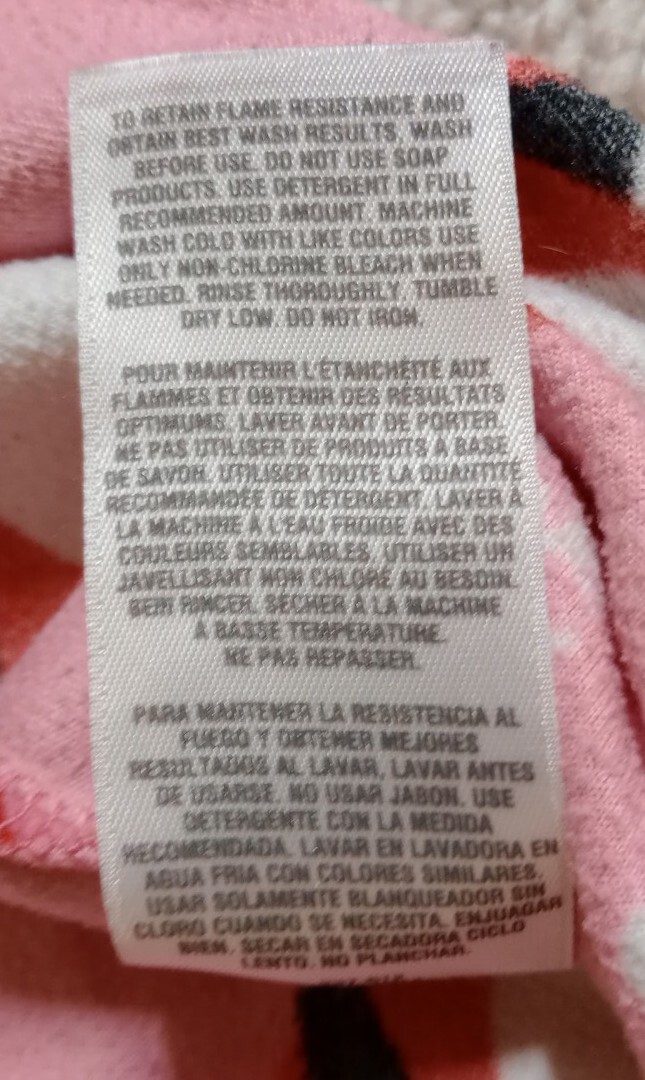 TO RETAIN FLAME RESISTANCE AND
OBTAIN BEST WASH RESULTS, WASH
BEFORE USE. DO NOT USE SOAP
PRODUCTS. USE DETERGENT IN FULL
RECOMMENDED AMOUNT. MACHINE
WASH COLD WITH LIKE COLORS USE
ONLY NON-CHLORINE BLEACH WHEN
NEEDED. RINSE THOROUGHLY. TUMBLE
DRY LOW. DO NOT IRON.
POUR MAINTENIR L'ÉTANCHÉITÉ AUX
FLAMMES ET OBTENIR DES RÉSULTATS
OPTIMUMS, LAVER AVANT DE PORTER.
NE PAS UTILISER DE PRODUITS À BASE
DE SAVON. UTILISER TOUTE LA QUANTITÉ
RECOMMANDÉE DE DÉTERGENT, LAVER À
LA MACHINE À L'EAU FROIDE AVEC DES
COULEURS SEMBLABLES. UTILISER UN
JAVELLISANT NON CHLORÉ AU BESOIN.
BEIN RINCER. SÉCHER À LA MACHINE
À BASSE TEMPÉRATURE.
NE PAS REPASSER.
PARA MANTENER LA RESISTENCIA AL
FUEGO Y OBTENER MEJORES
RESULTADOS AL LAVAR, LAVAR ANTES
DE USARSE. NO USAR JABON. USE
DETERGENTE CON LA MEDIDA
RECOMENDADA. LAVAR EN LAVADORA EN
AGUA FRIA CON COLORES SIMILARES.
USAR SOLAMENTE BLANQUEADOR SIN
CLORO CUANDO SE NECESITA. ENJUAGAR
BIEN. SECAR EN SECADORA CICLO
LENTO. NO PLANCHAR.